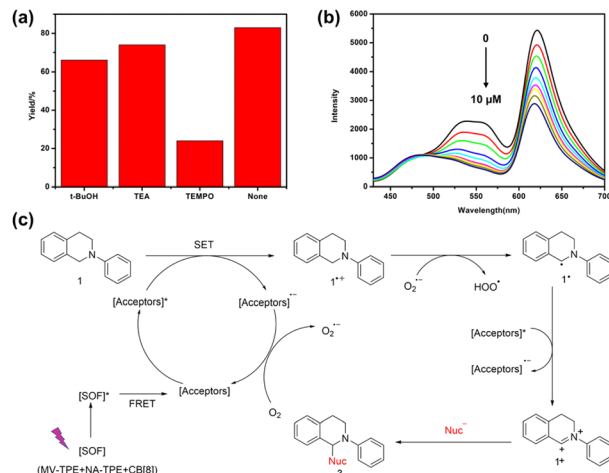 (a)
80
60
40
20
0
Yield/%
t-BuOH TEA TEMPO None
(b)
6000
5000
4000
3000
2000
1000
0
Intensity
0
10 μM
450 500 550 600 650 700
Wavelength(nm)
(c)
1
SET
[Acceptors]*
[Acceptors]•−
1•+
O2•−
HOO•
1•
[Acceptors]*
[Acceptors]•−
O2•−
[SOF]*
FRET
[Acceptors]
O2
[SOF]
(MV-TPE+NA-TPE+CB[8])
Nuc
3
Nuc−
1+